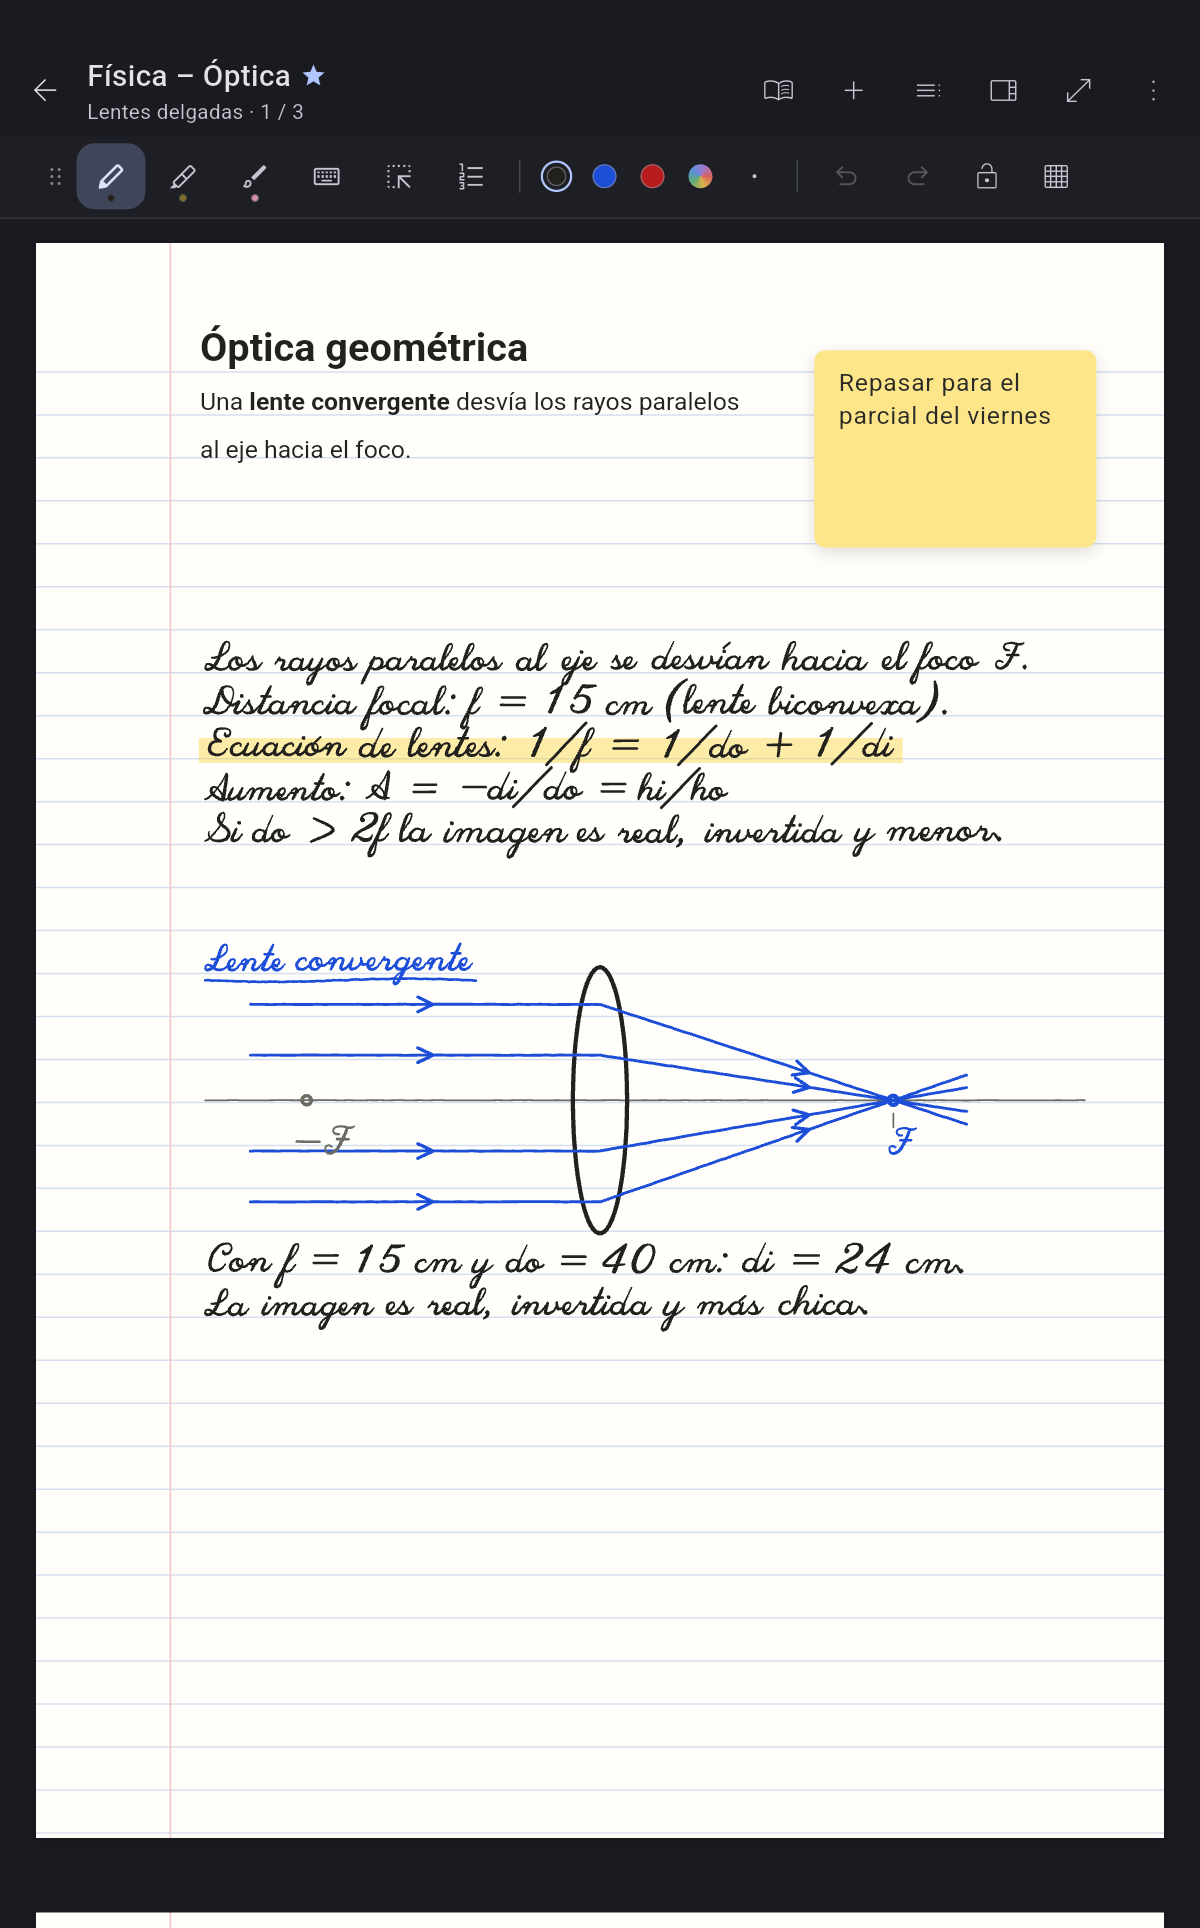 Física – Óptica
Lentes delgadas · 1 / 3
Óptica geométrica
Una lente convergente desvía los rayos paralelos
al eje hacia el foco.
Repasar para el
parcial del viernes
Los rayos paralelos al eje se desvían hacia el foco F.
Distancia focal: f = 15 cm (lente biconvexa).
Ecuación de lentes: 1/f = 1/do + 1/di
Aumento: A = −di/do = hi/ho
Si do > 2f la imagen es real, invertida y menor.
Lente convergente
−F
F
Con f = 15 cm y do = 40 cm: di = 24 cm.
La imagen es real, invertida y más chica.